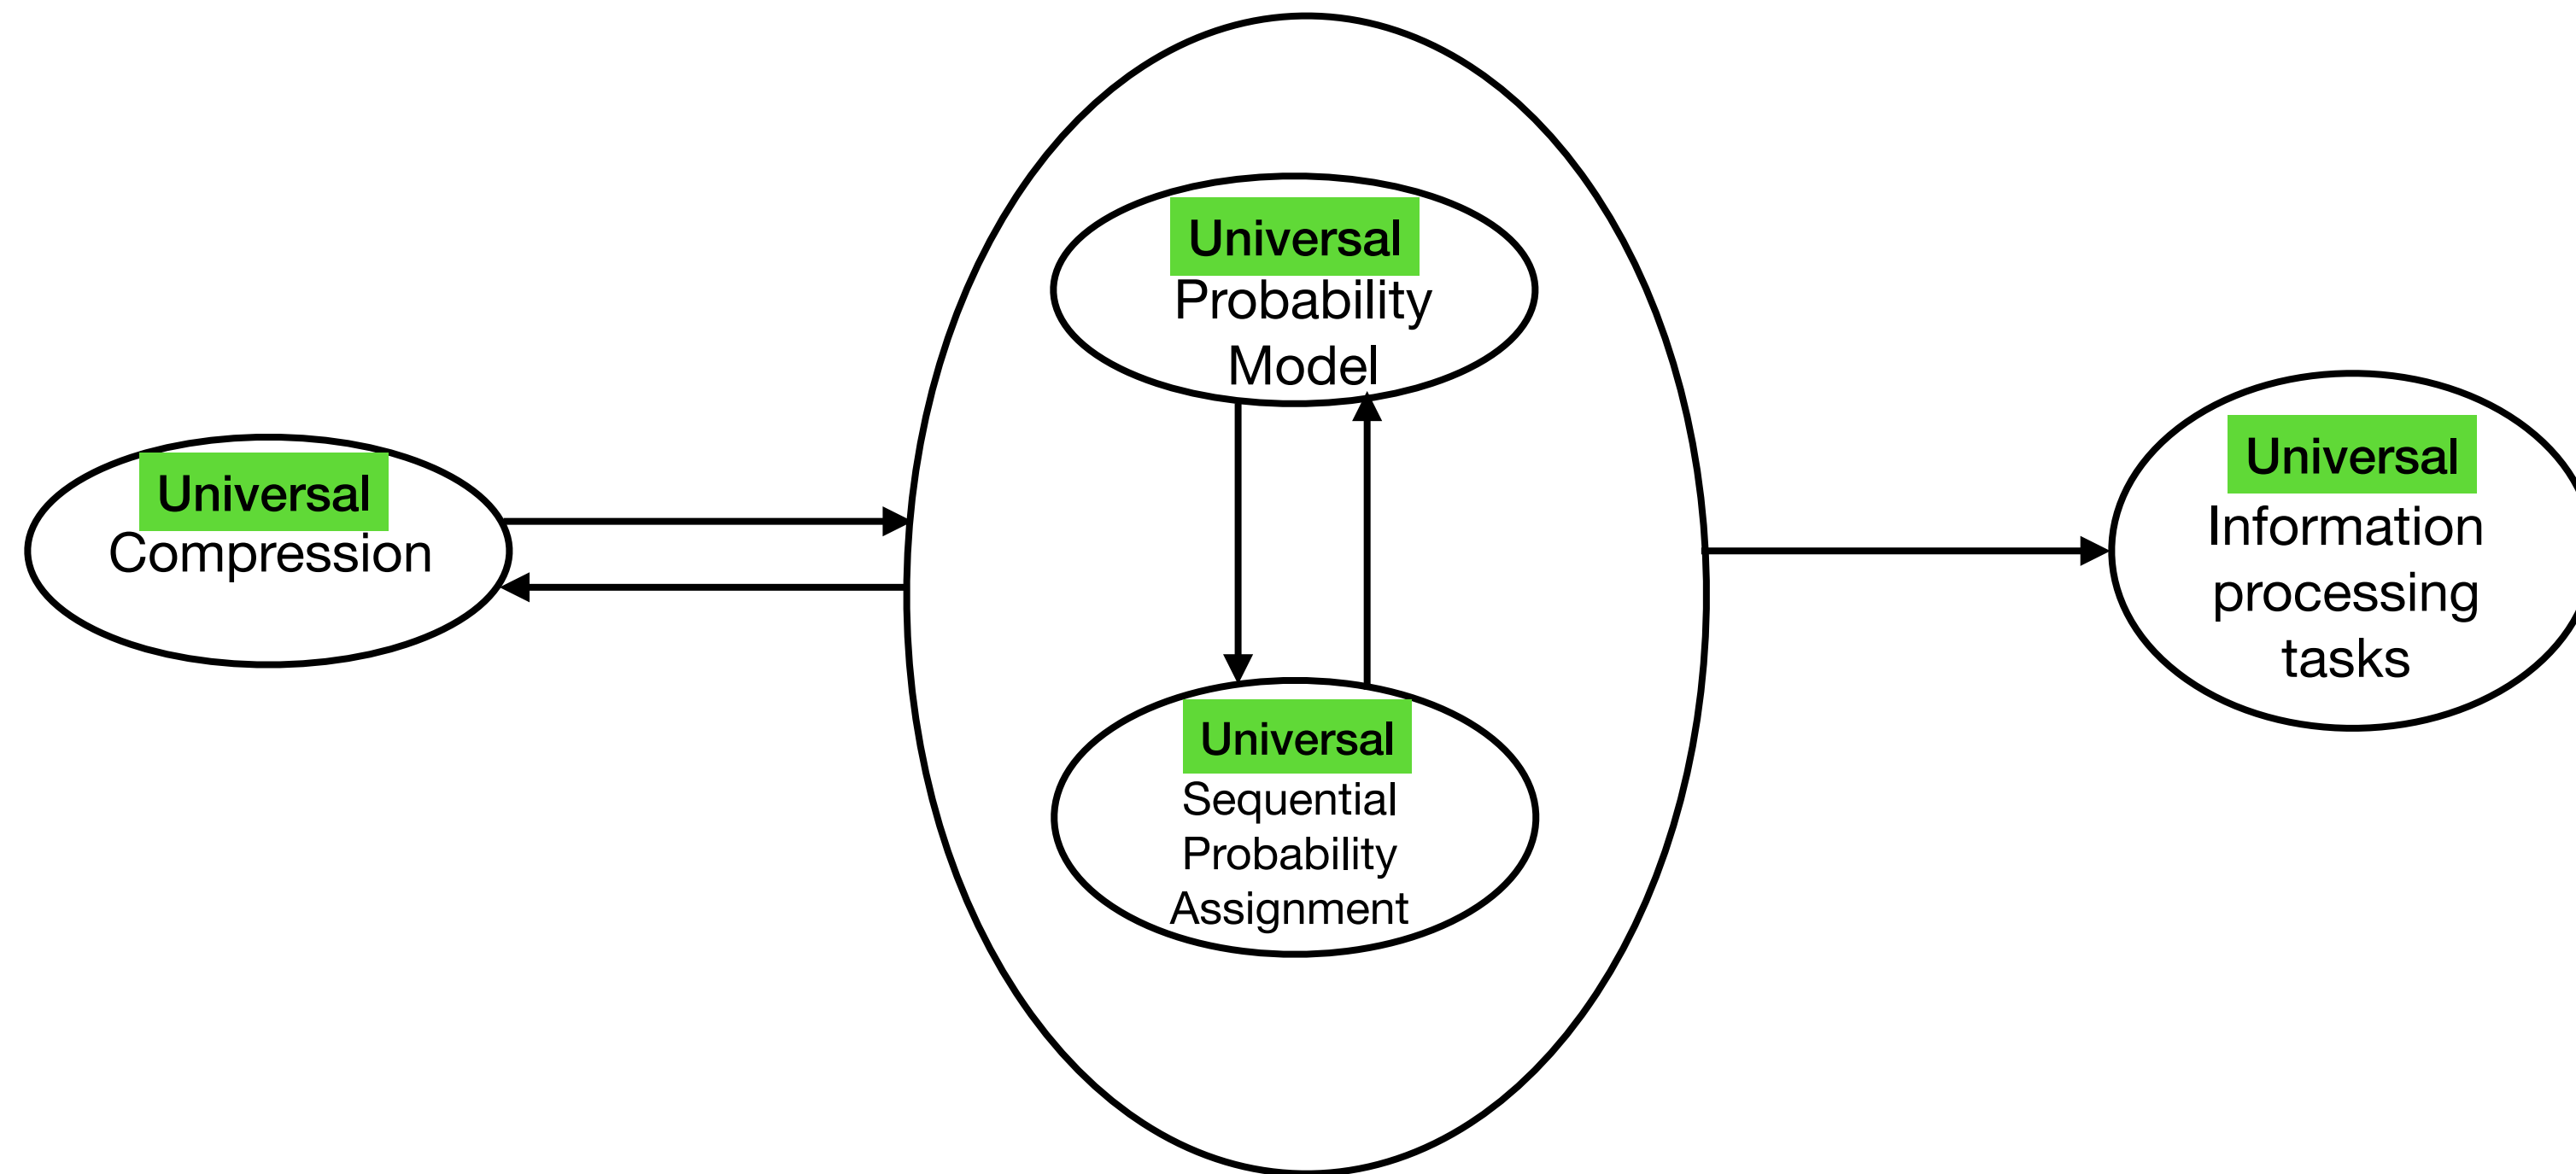 Universal
Compression
Universal
Probability
Model
Universal
Sequential
Probability
Assignment
Universal
Information
processing
tasks